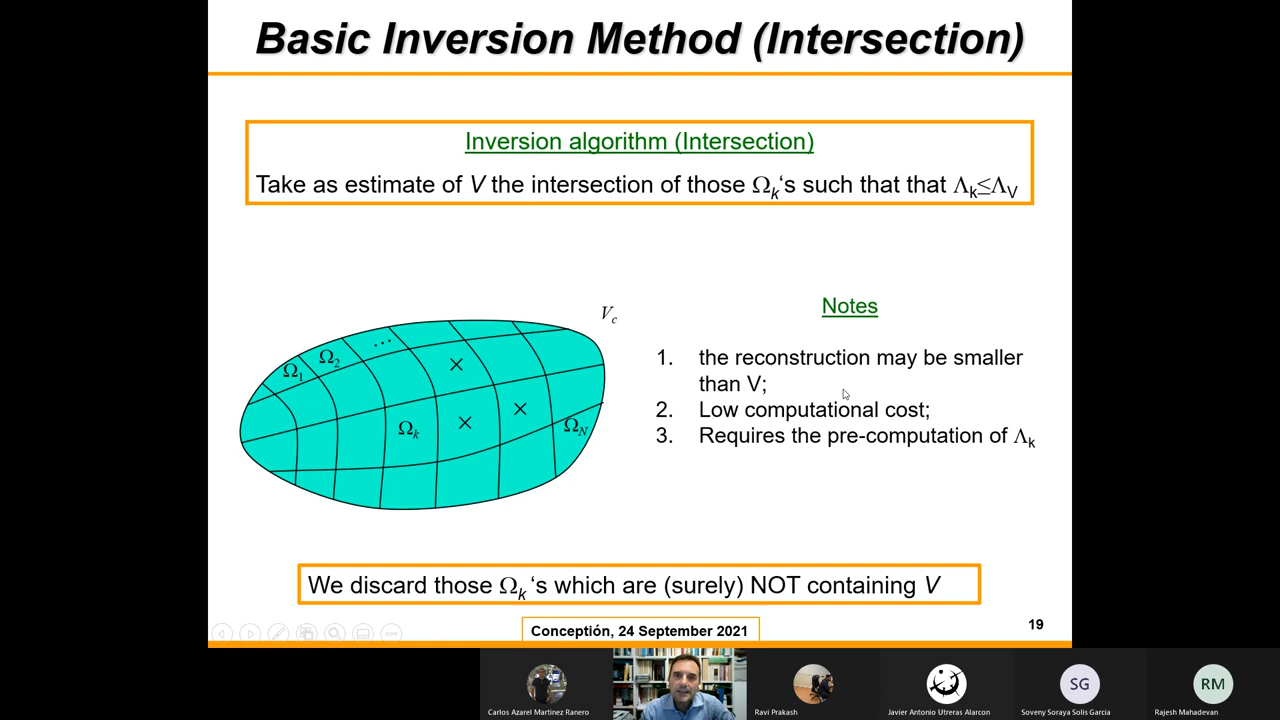 Basic Inversion Method (Intersection)
Inversion algorithm (Intersection)
Take as estimate of V the intersection of those Ωk‘s such that that Λk≤ΛV
Vc
Ω1
Ω2
...
×
Ωk
×
×
ΩN
Notes
1. the reconstruction may be smaller
than V;
2. Low computational cost;
3. Requires the pre-computation of Λk
We discard those Ωk ‘s which are (surely) NOT containing V
Conceptión, 24 September 2021
19
Carlos Azarel Martinez Ranero
Ravi Prakash
Javier Antonio Utreras Alarcon
SG
Soveny Soraya Solis Garcia
RM
Rajesh Mahadevan